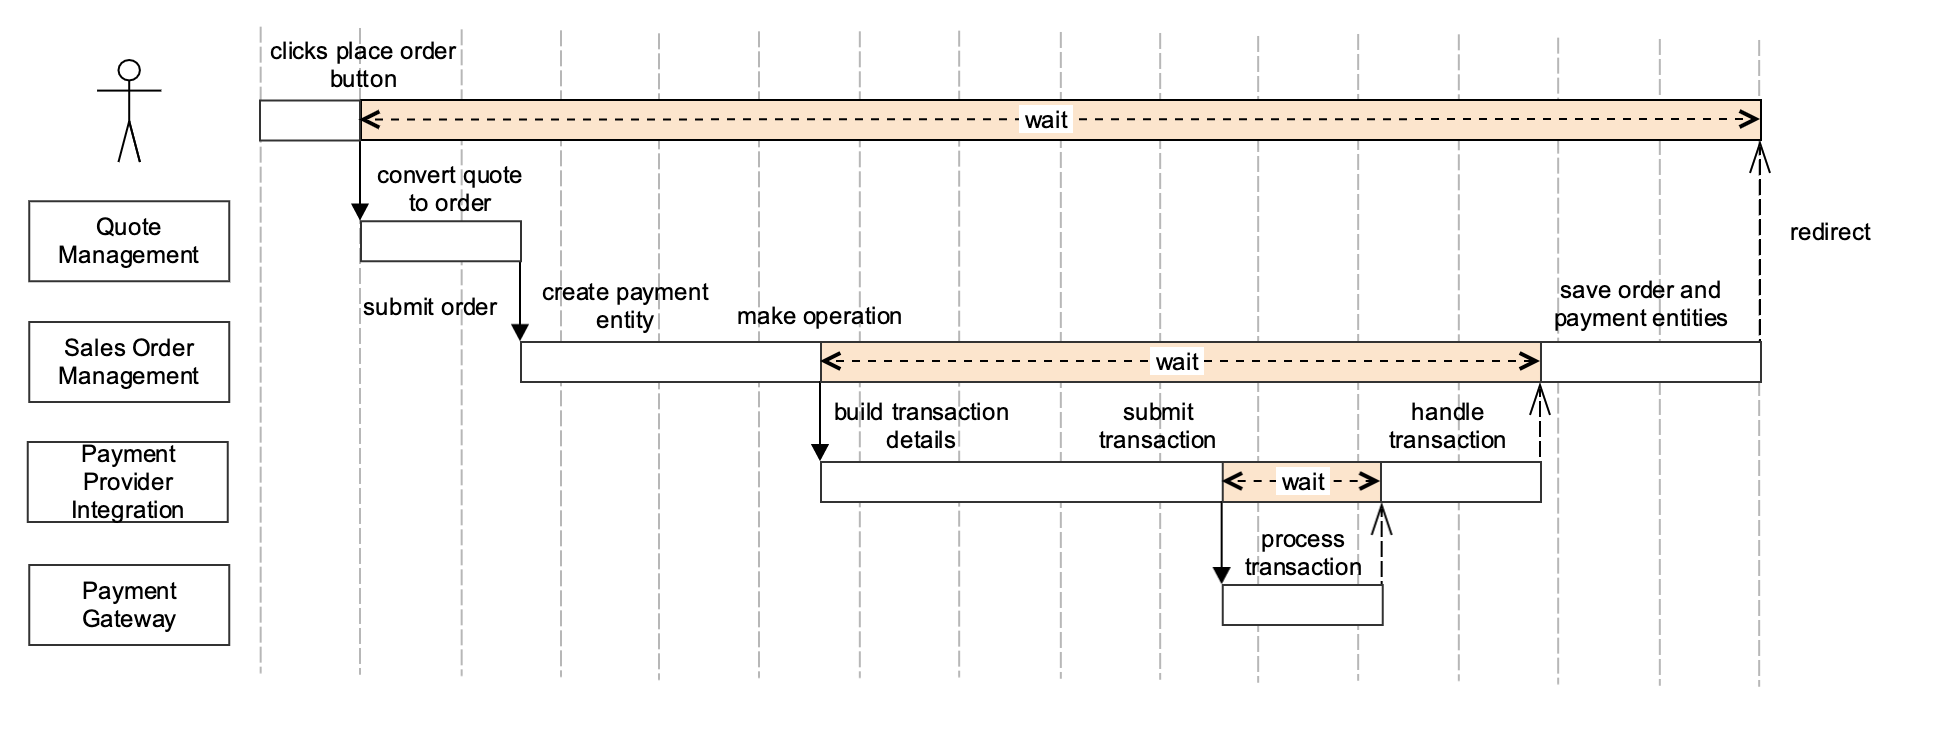 clicks place order
button
wait
convert quote
to order
Quote
Management
redirect
submit order
create payment
entity
make operation
save order and
payment entities
Sales Order
Management
wait
build transaction
details
submit
transaction
handle
transaction
Payment
Provider
Integration
wait
process
transaction
Payment
Gateway